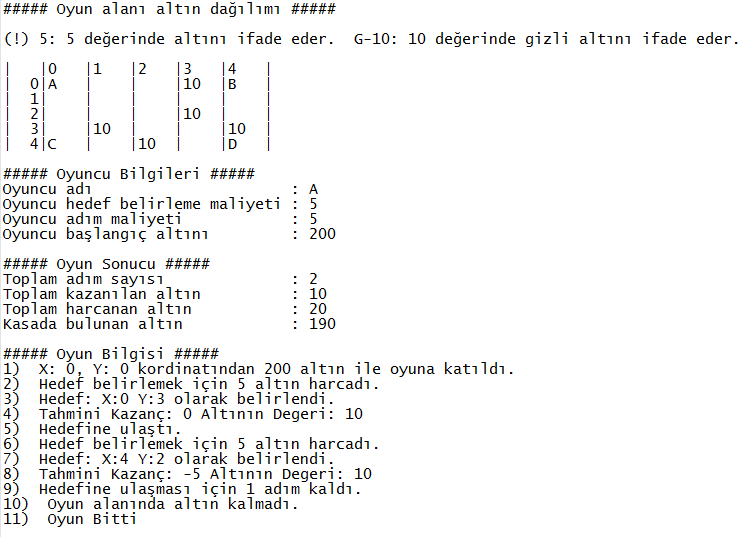 ##### Oyun alanı altın dağılımı #####
(!) 5: 5 değerinde altını ifade eder.  G-10: 10 değerinde gizli altını ifade eder.
|    |0   |1   |2   |3   |4   |
|   0|A   |    |    |10  |B   |
|   1|    |    |    |    |    |
|   2|    |    |    |10  |    |
|   3|    |10  |    |    |10  |
|   4|C   |    |10  |    |D   |
##### Oyuncu Bilgileri #####
Oyuncu adı                      : A
Oyuncu hedef belirleme maliyeti : 5
Oyuncu adım maliyeti            : 5
Oyuncu başlangıç altını         : 200
##### Oyun Sonucu #####
Toplam adım sayısı              : 2
Toplam kazanılan altın          : 10
Toplam harcanan altın           : 20
Kasada bulunan altın            : 190
##### Oyun Bilgisi #####
1)  X: 0, Y: 0 kordinatından 200 altın ile oyuna katıldı.
2)  Hedef belirlemek için 5 altın harcadı.
3)  Hedef: X:0 Y:3 olarak belirlendi.
4)  Tahmini Kazanç: 0 Altının Degeri: 10
5)  Hedefine ulaştı.
6)  Hedef belirlemek için 5 altın harcadı.
7)  Hedef: X:4 Y:2 olarak belirlendi.
8)  Tahmini Kazanç: -5 Altının Degeri: 10
9)  Hedefine ulaşması için 1 adım kaldı.
10)  Oyun alanında altın kalmadı.
11)  Oyun Bitti